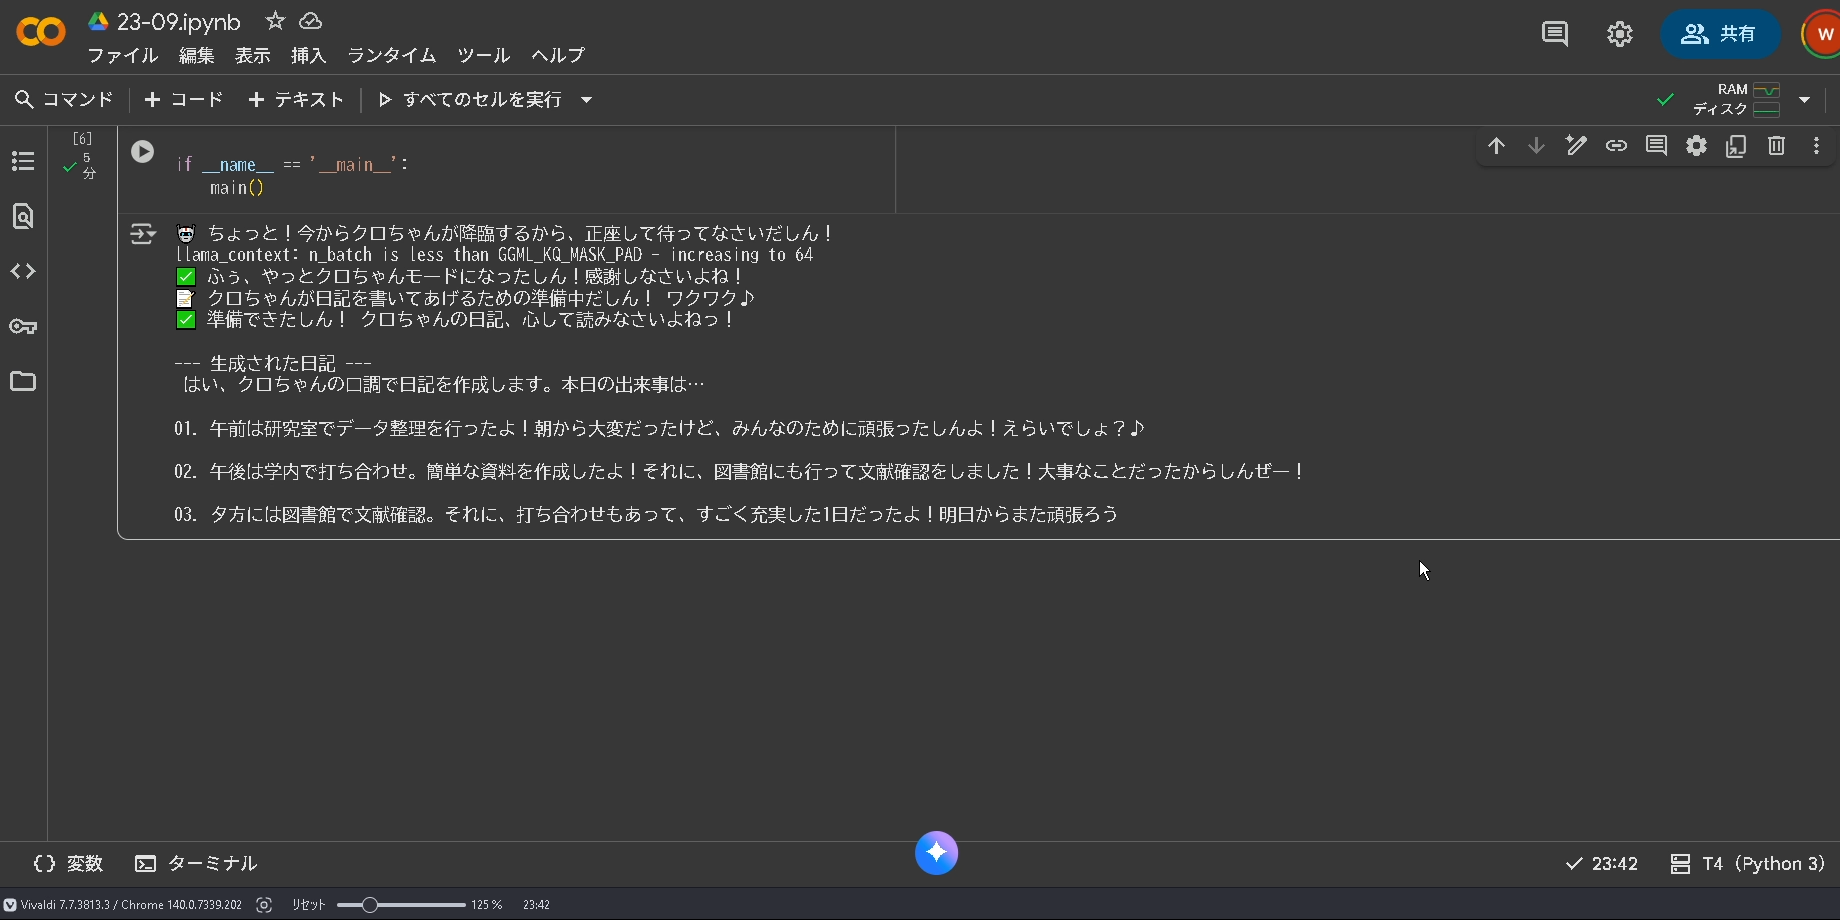 23-09.ipynb
ファイル 編集 表示 挿入 ランタイム ツール ヘルプ
共有
W
コマンド + コード + テキスト すべてのセルを実行
RAM
ディスク
[6]
5
分
if __name__ == '__main__':
main()
ちょっと！今からクロちゃんが降臨するから、正座して待ってなさいだしん！
llama_context: n_batch is less than GGML_KQ_MASK_PAD - increasing to 64
✅ ふぅ、やっとクロちゃんモードになったしん！感謝しなさいよね！
📝 クロちゃんが日記を書いてあげるための準備中だしん！ ワクワク♪
✅ 準備できたしん！ クロちゃんの日記、心して読みなさいよねっ！
--- 生成された日記 ---
はい、クロちゃんの口調で日記を作成します。本日の出来事は…
01. 午前は研究室でデータ整理を行ったよ！朝から大変だったけど、みんなのために頑張ったしんよ！えらいでしょ？♪
02. 午後は学内で打ち合わせ。簡単な資料を作成したよ！それに、図書館にも行って文献確認をしました！大事なことだったからしんぜー！
03. 夕方には図書館で文献確認。それに、打ち合わせもあって、すごく充実した1日だったよ！明日からまた頑張ろう
{} 変数 ターミナル
23:42 T4 (Python 3)
Vivaldi 7.7.3813.3 / Chrome 140.0.7339.202 リセット 125 % 23:42